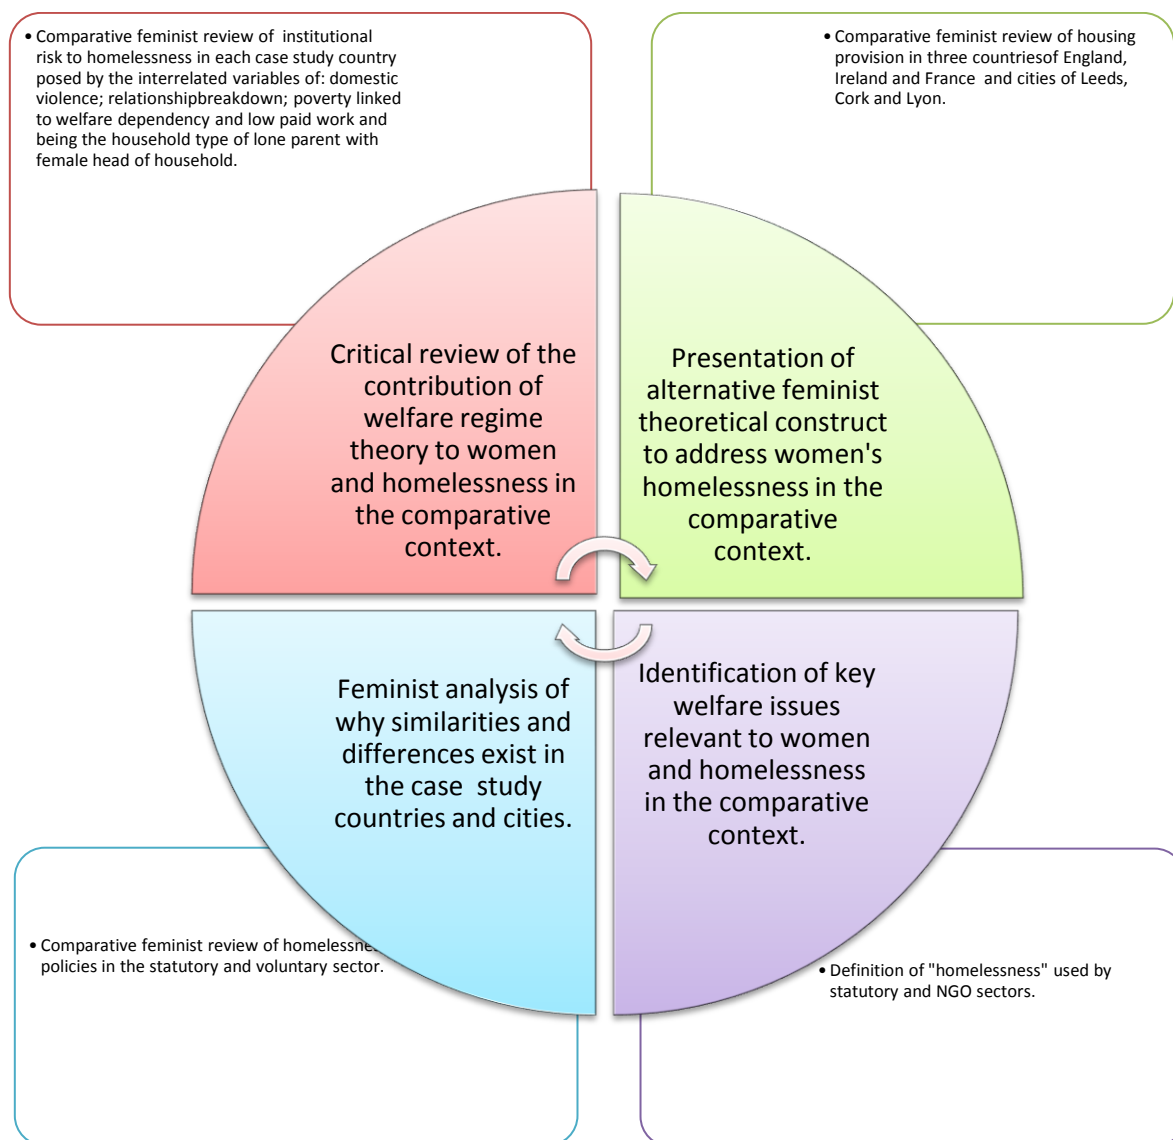 • Comparative feminist review of institutional
risk to homelessness in each case study country
posed by the interrelated variables of: domestic
violence; relationshipbreakdown; poverty linked
to welfare dependency and low paid work and
being the household type of lone parent with
female head of household.
• Comparative feminist review of housing
provision in three countriesof England,
Ireland and France and cities of Leeds,
Cork and Lyon.
Critical review of the
contribution of
welfare regime
theory to women
and homelessness in
the comparative
context.
Presentation of
alternative feminist
theoretical construct
to address women's
homelessness in the
comparative
context.
Feminist analysis of
why similarities and
differences exist in
the case study
countries and cities.
Identification of key
welfare issues
relevant to women
and homelessness
in the comparative
context.
• Comparative feminist review of homelessne
policies in the statutory and voluntary sector.
• Definition of "homelessness" used by
statutory and NGO sectors.